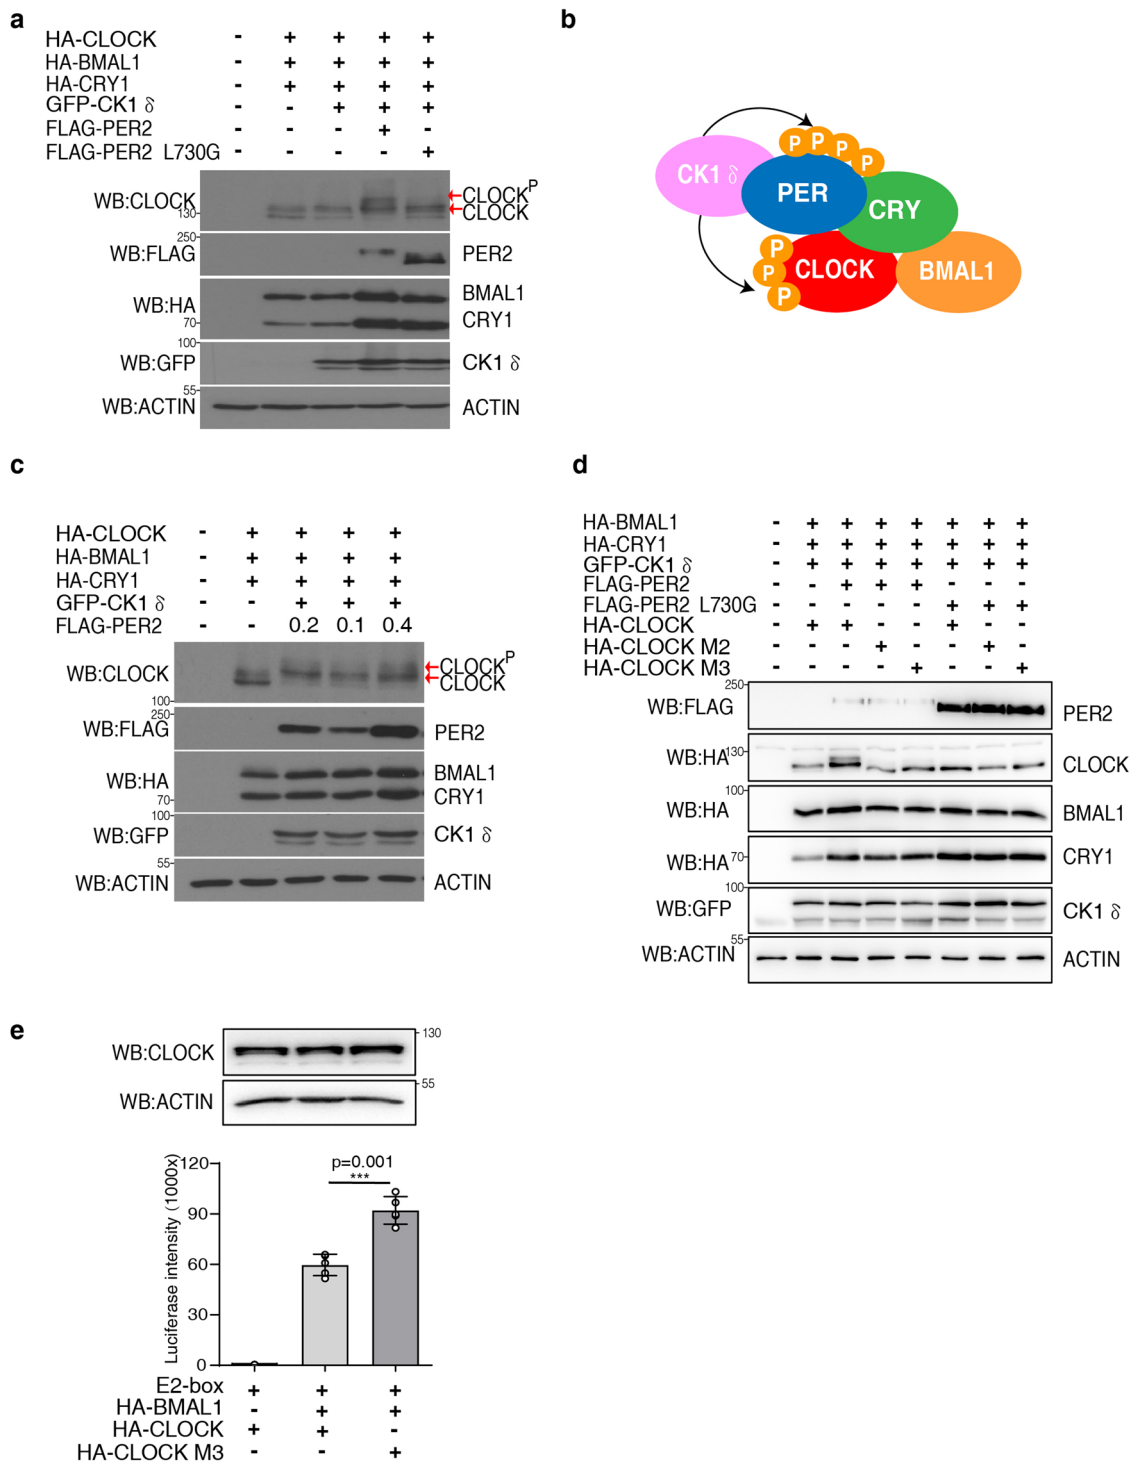 a
HA-CLOCK - + + + +
HA-BMAL1 - + + + +
HA-CRY1 - + + + +
GFP-CK1 δ - - + + +
FLAG-PER2 - - - + -
FLAG-PER2 L730G - - - - +
WB:CLOCK 130 CLOCKP
CLOCK
250
WB:FLAG PER2
WB:HA BMAL1
70 CRY1
100
WB:GFP CK1 δ
55
WB:ACTIN ACTIN
b
P P P P
CK1 δ PER CRY
P P P
CLOCK BMAL1
c
HA-CLOCK - + + + +
HA-BMAL1 - + + + +
HA-CRY1 - + + + +
GFP-CK1 δ - - + + +
FLAG-PER2 - - 0.2 0.1 0.4
WB:CLOCK CLOCKP
CLOCK
100
250
WB:FLAG PER2
WB:HA BMAL1
70 CRY1
100
WB:GFP CK1 δ
55
WB:ACTIN ACTIN
d
HA-BMAL1 - + + + + + + +
HA-CRY1 - + + + + + + +
GFP-CK1 δ - + + + + + + +
FLAG-PER2 - - + + + - - -
FLAG-PER2 L730G - - - - - + + +
HA-CLOCK - + + - - + - -
HA-CLOCK M2 - - - + - - + -
HA-CLOCK M3 - - - - + - - +
250
WB:FLAG PER2
WB:HA 130 CLOCK
100
WB:HA BMAL1
WB:HA 70 CRY1
100
WB:GFP CK1 δ
55
WB:ACTIN ACTIN
e
130
WB:CLOCK
55
WB:ACTIN
Luciferase intensity (1000x)
120
90
60
30
0
p=0.001
***
E2-box + + +
HA-BMAL1 - + +
HA-CLOCK + + -
HA-CLOCK M3 - - +